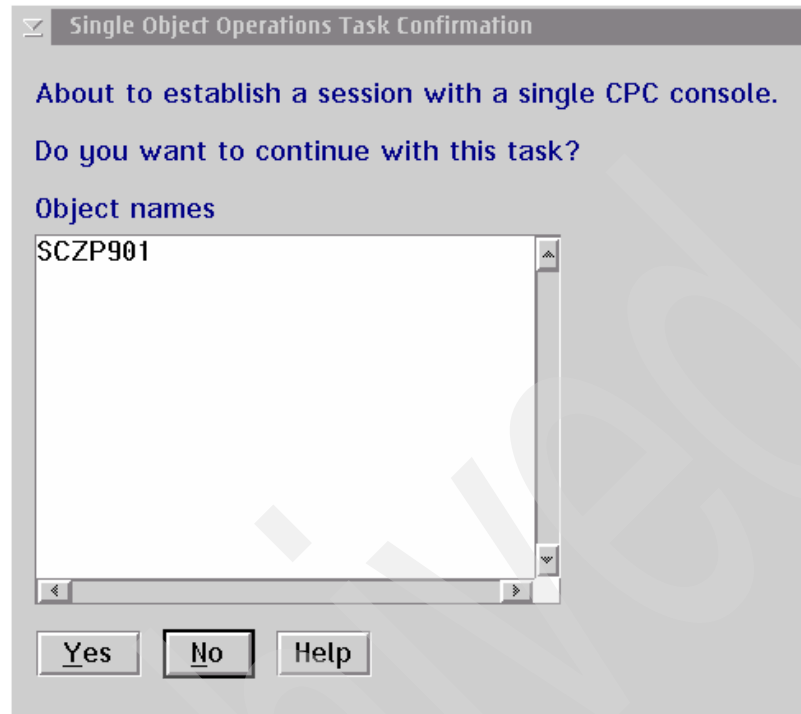 Single Object Operations Task Confirmation
About to establish a session with a single CPC console.
Do you want to continue with this task?
Object names
SCZP901
Yes No Help